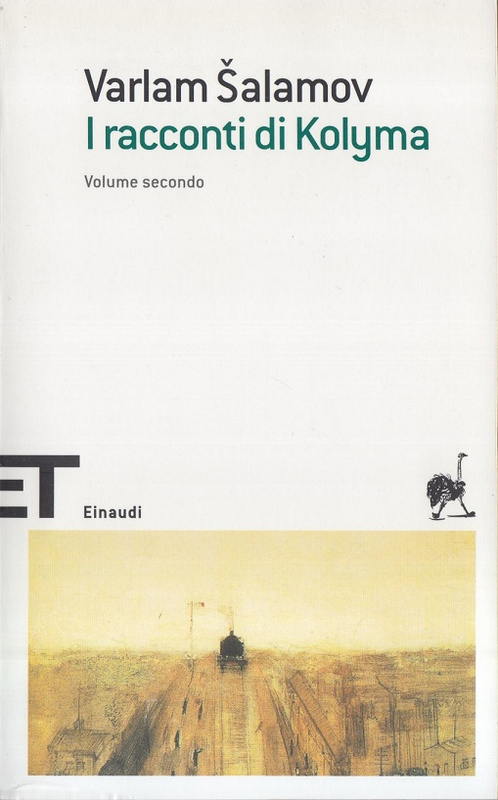 Varlam Šalamov
I racconti di Kolyma
Volume secondo
ET
Einaudi